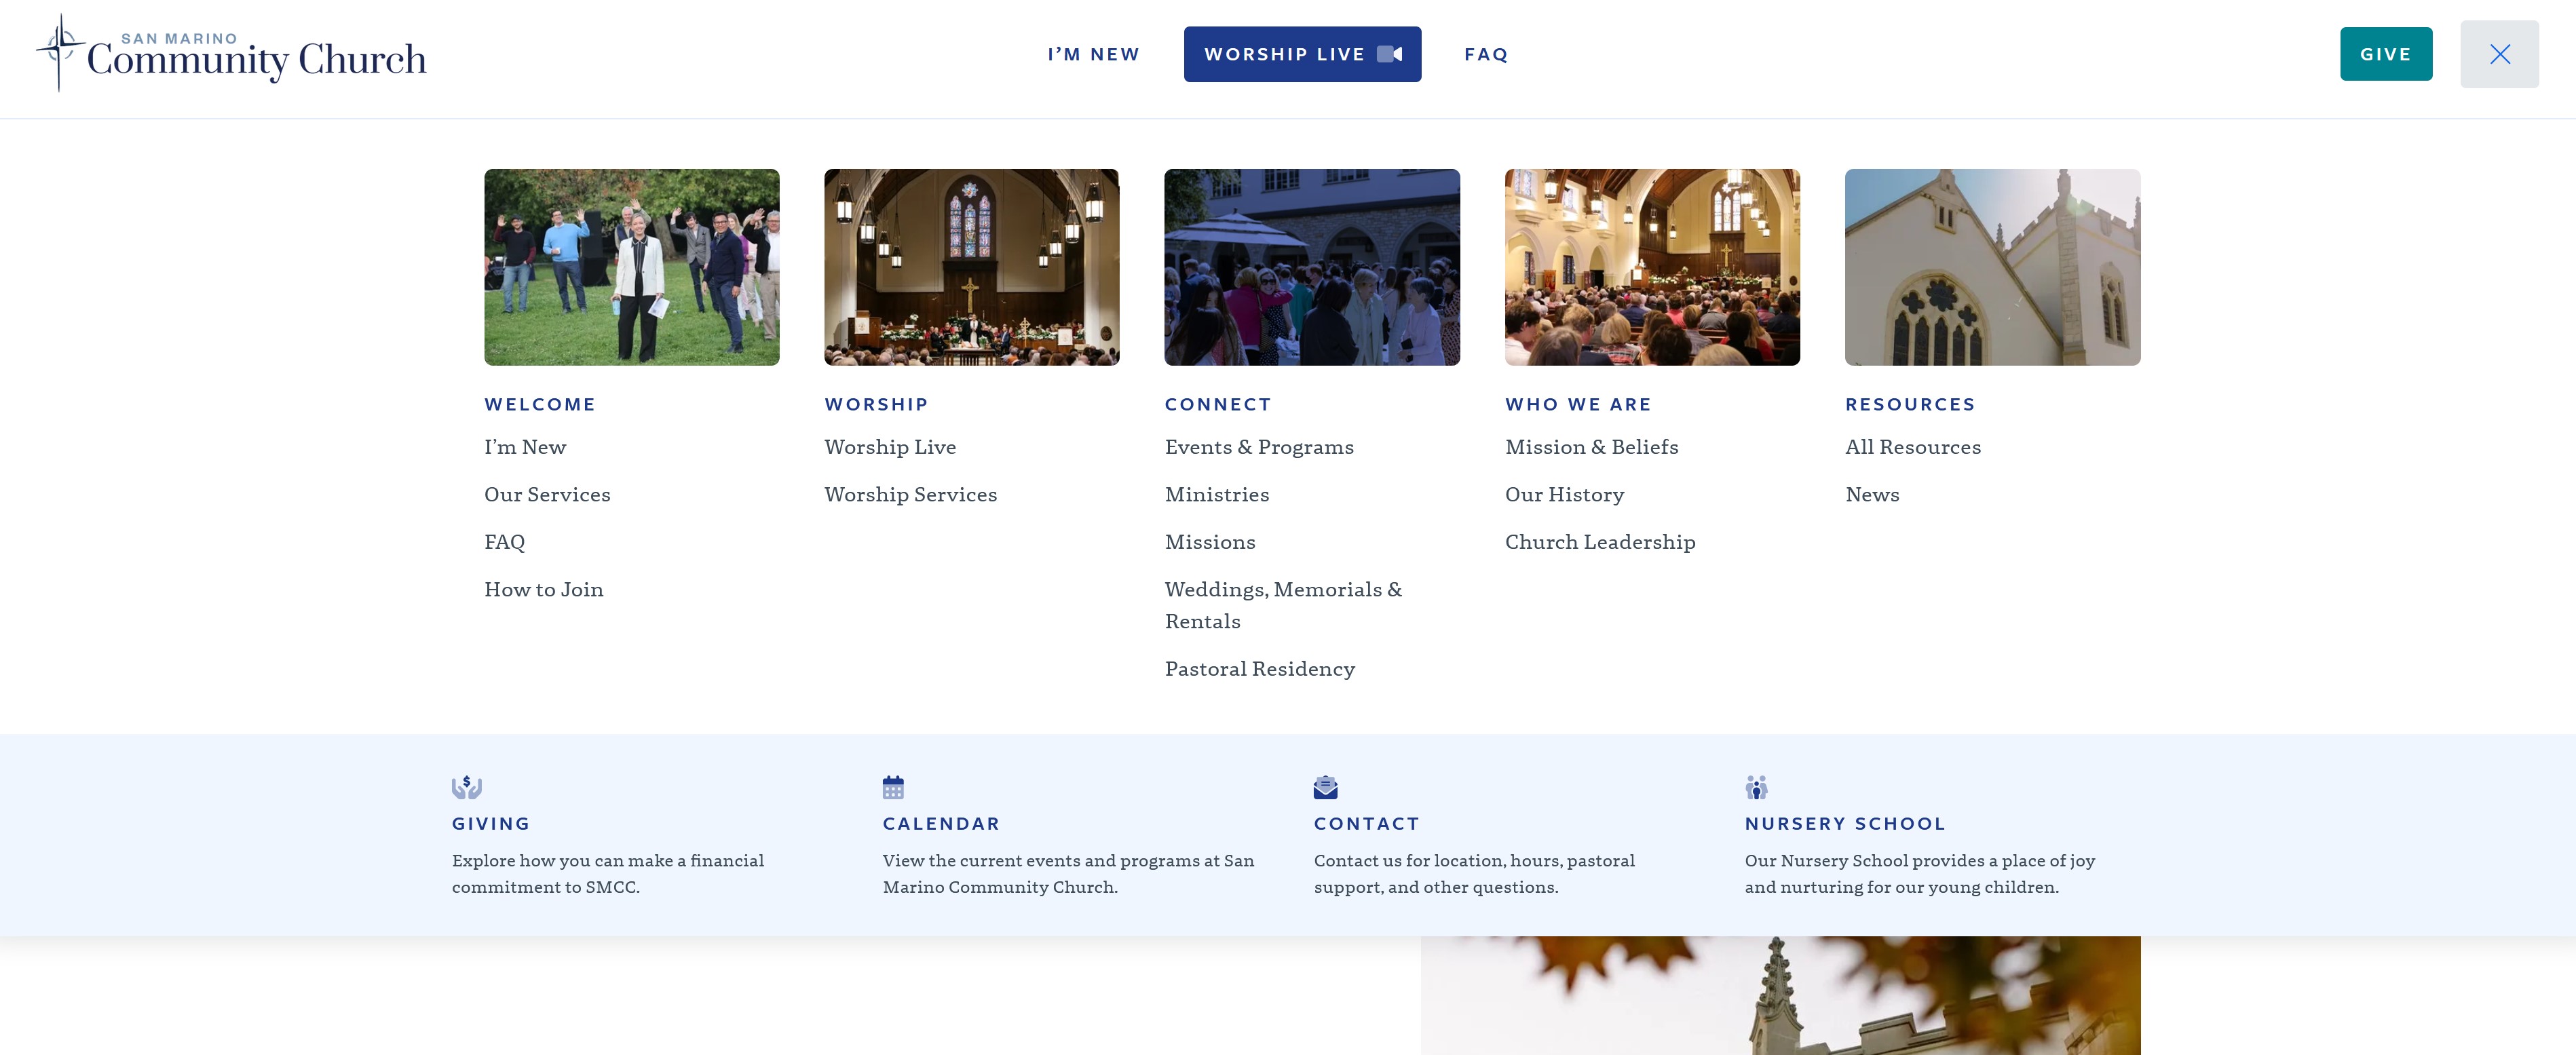 SAN MARINO
Community Church
I’M NEW
WORSHIP LIVE
FAQ
GIVE
WELCOME
I’m New
Our Services
FAQ
How to Join
WORSHIP
Worship Live
Worship Services
CONNECT
Events & Programs
Ministries
Missions
Weddings, Memorials &
Rentals
Pastoral Residency
WHO WE ARE
Mission & Beliefs
Our History
Church Leadership
RESOURCES
All Resources
News
GIVING
Explore how you can make a financial
commitment to SMCC.
CALENDAR
View the current events and programs at San
Marino Community Church.
CONTACT
Contact us for location, hours, pastoral
support, and other questions.
NURSERY SCHOOL
Our Nursery School provides a place of joy
and nurturing for our young children.